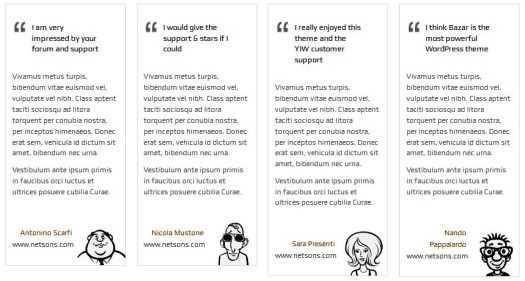 I am very
impressed by your
forum and support
Vivamus metus turpis,
bibendum vitae euismod vel,
vulputate vel nibh. Class aptent
taciti sociosqu ad litora
torquent per conubia nostra,
per inceptos himenaeos. Donec
erat sem, vehicula id dictum sit
amet, bibendum nec urna.
Vestibulum ante ipsum primis
in faucibus orci luctus et
ultrices posuere cubilia Curae.
Antonino Scarfi
www.netsons.com
I would give the
support 6 stars if I
could
Vivamus metus turpis,
bibendum vitae euismod vel,
vulputate vel nibh. Class aptent
taciti sociosqu ad litora
torquent per conubia nostra,
per inceptos himenaeos. Donec
erat sem, vehicula id dictum sit
amet, bibendum nec urna.
Vestibulum ante ipsum primis
in faucibus orci luctus et
ultrices posuere cubilia Curae.
Nicola Mustone
www.netsons.com
I really enjoyed this
theme and the
YIW customer
support
Vivamus metus turpis,
bibendum vitae euismod vel,
vulputate vel nibh. Class aptent
taciti sociosqu ad litora
torquent per conubia nostra,
per inceptos himenaeos. Donec
erat sem, vehicula id dictum sit
amet, bibendum nec urna.
Vestibulum ante ipsum primis
in faucibus orci luctus et
ultrices posuere cubilia Curae.
Sara Presenti
www.netsons.com
I think Bazar is the
most powerful
WordPress theme
Vivamus metus turpis,
bibendum vitae euismod vel,
vulputate vel nibh. Class aptent
taciti sociosqu ad litora
torquent per conubia nostra,
per inceptos himenaeos. Donec
erat sem, vehicula id dictum sit
amet, bibendum nec urna.
Vestibulum ante ipsum primis
in faucibus orci luctus et
ultrices posuere cubilia Curae.
Nando
Pappalardo
www.netsons.com